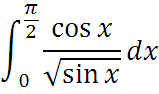 ∫₀^{π/2} cos x / √(sin x) dx